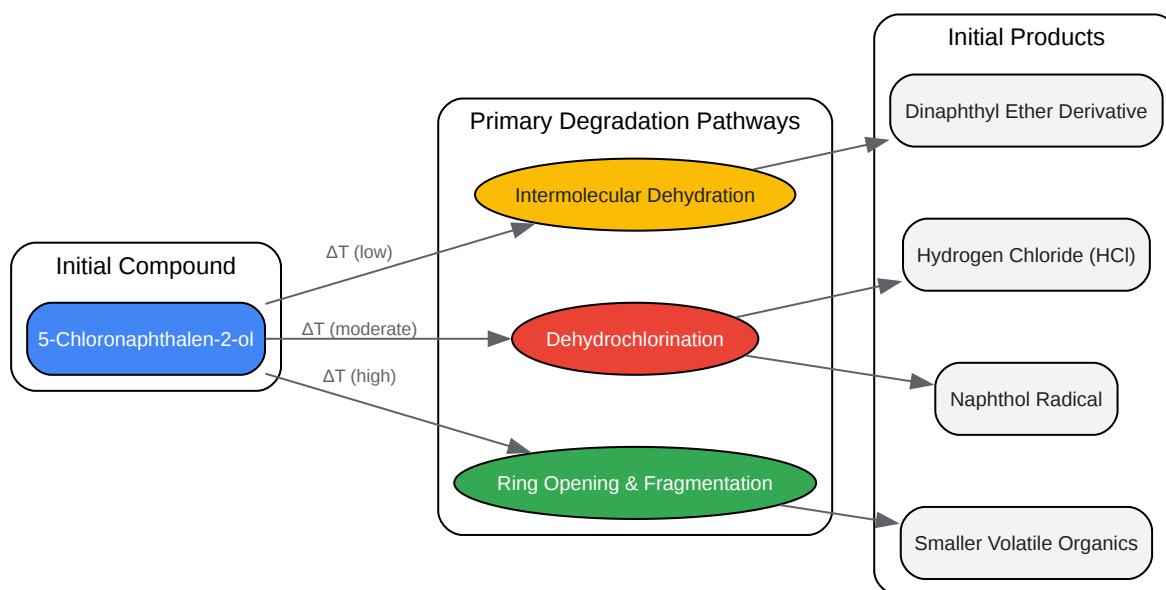 Initial Compound
5-Chloronaphthalen-2-ol
ΔT (low)
ΔT (moderate)
ΔT (high)
Primary Degradation Pathways
Intermolecular Dehydration
Dehydrochlorination
Ring Opening & Fragmentation
Initial Products
Dinaphthyl Ether Derivative
Hydrogen Chloride (HCl)
Naphthol Radical
Smaller Volatile Organics